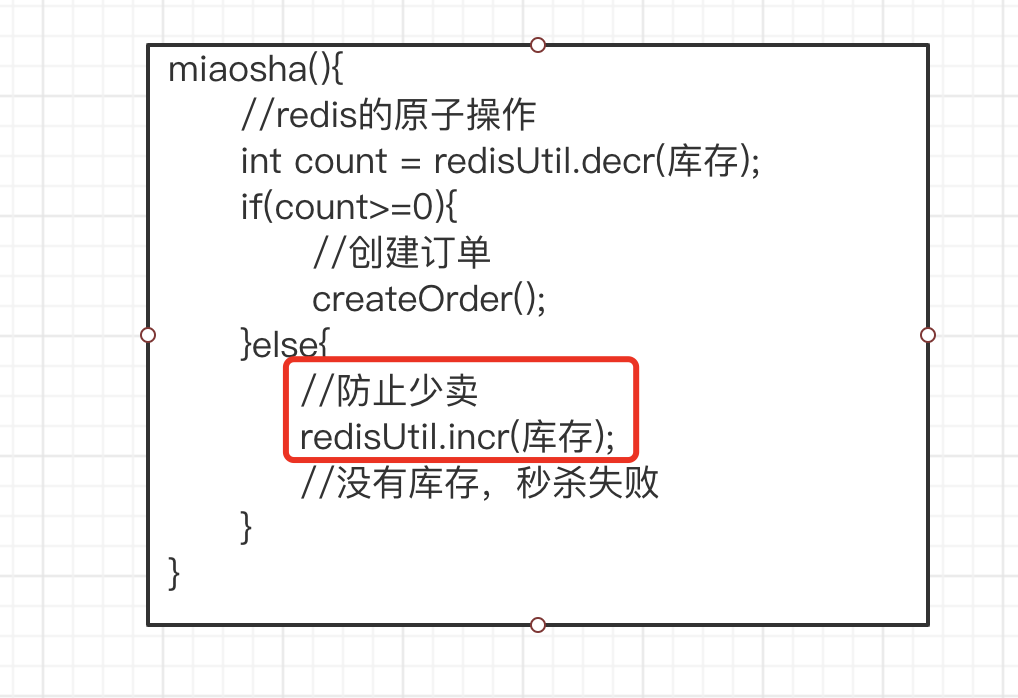 miaosha(){
//redis的原子操作
int count = redisUtil.decr(库存);
if(count>=0){
//创建订单
createOrder();
}else{
//防止少卖
redisUtil.incr(库存);
//没有库存，秒杀失败
}
}